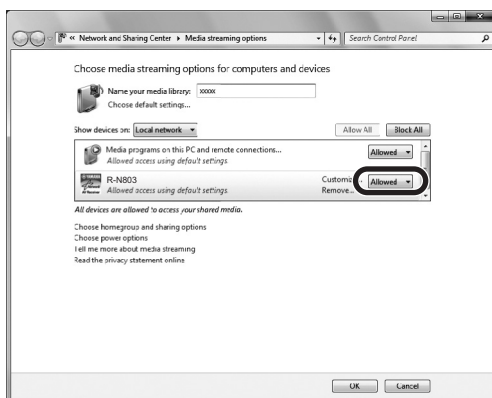 « Network and Sharing Center ▸ Media streaming options
Search Control Panel
Choose media streaming options for computers and devices
Name your media library: xxxxx
Choose default settings...
Show devices on: Local network
Allow All
Block All
Media programs on this PC and remote connections...
Allowed access using default settings.
Allowed
R-N803
Allowed access using default settings.
Customiz
Remove...
Allowed
All devices are allowed to access your shared media.
Choose homegroup and sharing options
Choose power options
Tell me more about media streaming
Read the privacy statement online
OK
Cancel